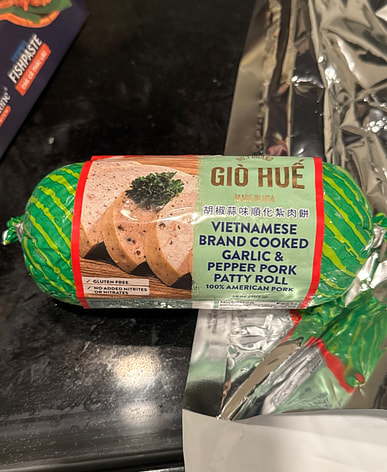 FISHPASTE
GIÒ HUẾ
MADE IN USA
胡椒蒜味順化紮肉餅
VIETNAMESE
BRAND COOKED
GARLIC &
PEPPER PORK
PATTY ROLL
100% AMERICAN PORK
GLUTEN FREE
NO ADDED NITRITES
OR NITRATES